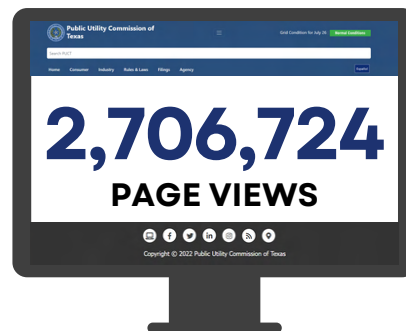 Public Utility Commission of
Texas
Grid Condition for July 26 Normal Conditions
Search PUCT
Home Consumer Industry Rules & Laws Filings Agency Español
2,706,724
PAGE VIEWS
Copyright © 2022 Public Utility Commission of Texas